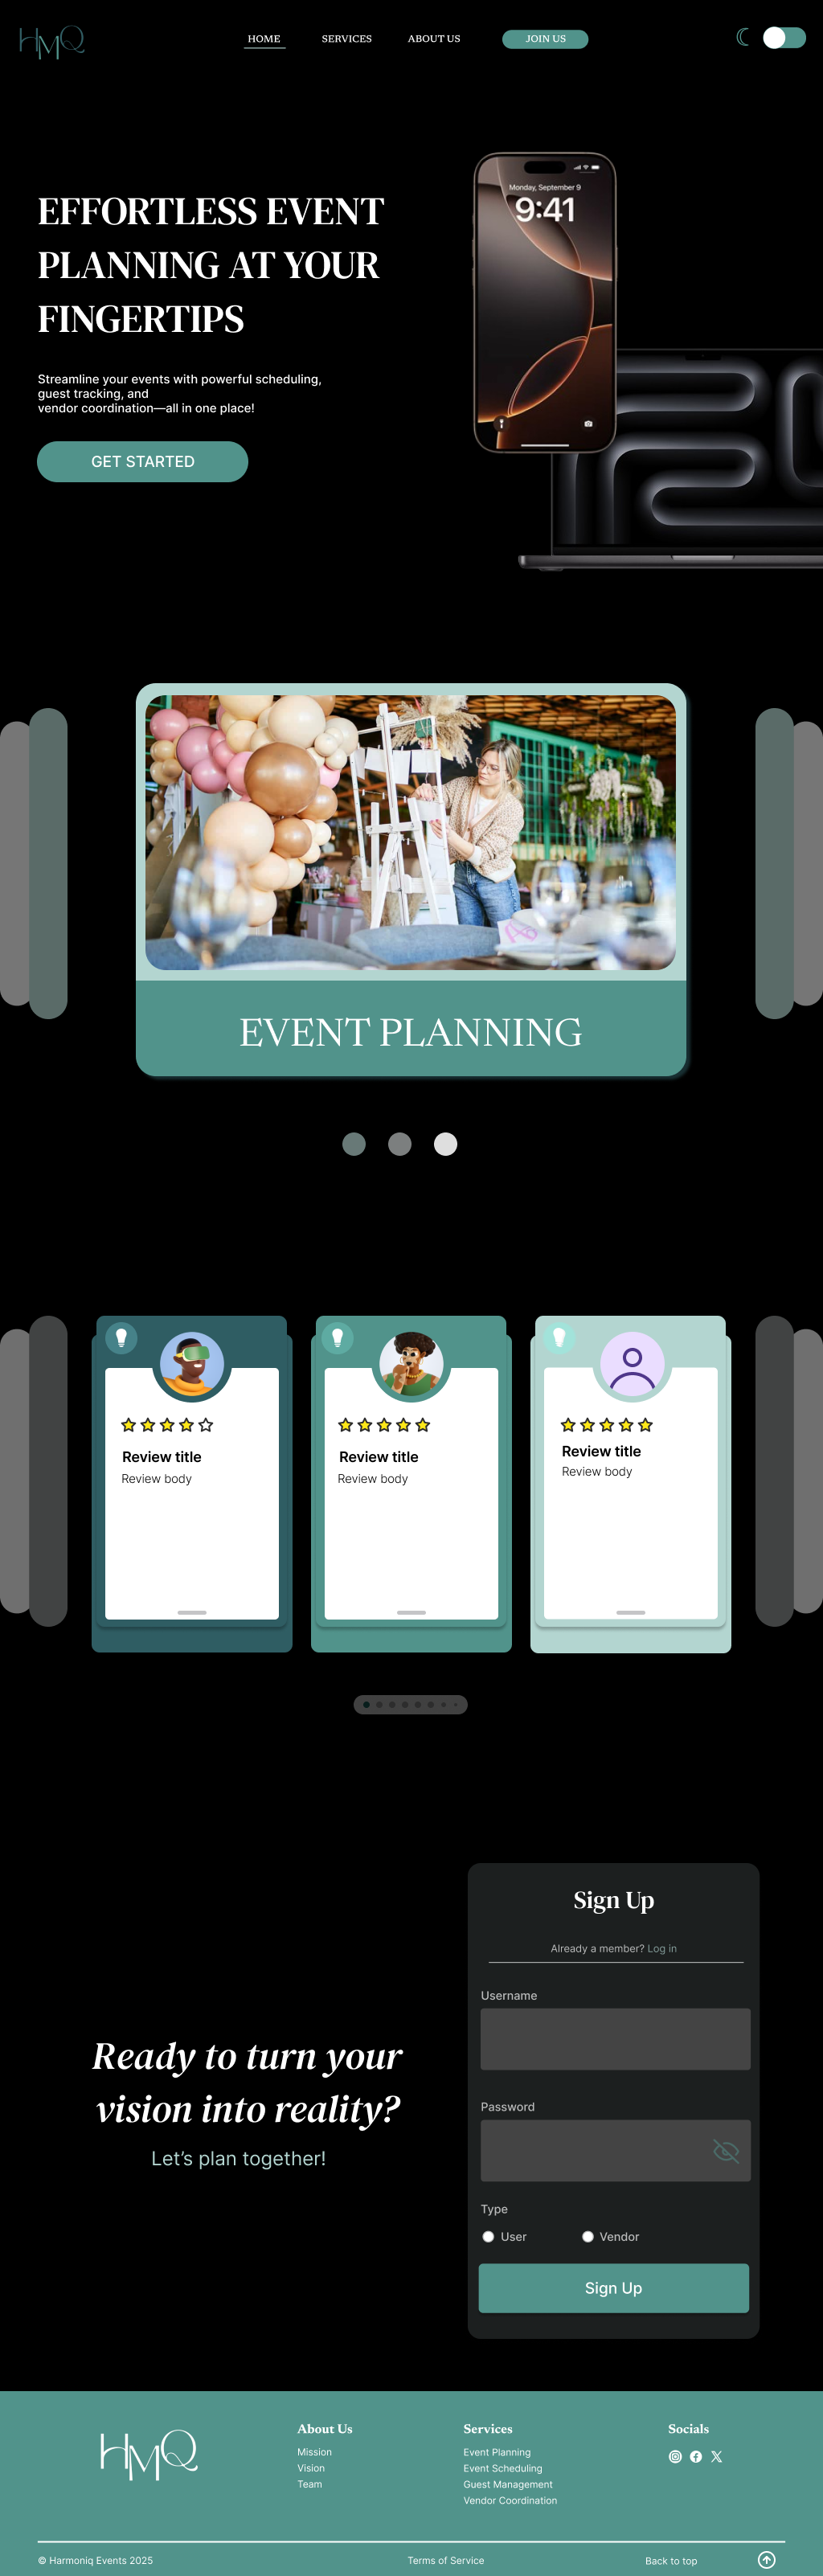 HMQ
HOME
SERVICES
ABOUT US
JOIN US
EFFORTLESS EVENT
PLANNING AT YOUR
FINGERTIPS
Streamline your events with powerful scheduling,
guest tracking, and
vendor coordination—all in one place!
GET STARTED
Monday, September 9
9:41
EVENT PLANNING
Review title
Review body
Review title
Review body
Review title
Review body
Ready to turn your
vision into reality?
Let's plan together!
Sign Up
Already a member? Log in
Username
Password
Type
User
Vendor
Sign Up
HMQ
About Us
Mission
Vision
Team
Services
Event Planning
Event Scheduling
Guest Management
Vendor Coordination
Socials
© Harmoniq Events 2025
Terms of Service
Back to top